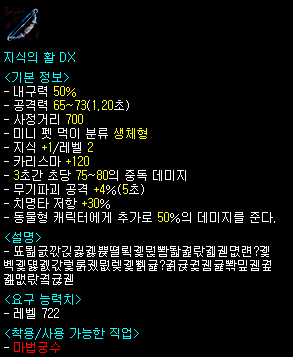 지식의 활 DX
<기본 정보>
- 내구력 50%
- 공격력 65~73(1,20초)
- 사정거리 700
- 미니 펫 먹이 분류 생체형
- 지식 +1/레벨 2
- 카리스마 +120
- 3초간 초당 75~80의 중독 데미지
- 무기파괴 공격 +4%(5초)
- 치명타 저항 +30%
- 동물형 캐릭터에게 추가로 50%의 데미지를 준다.
<설명>
<요구 능력치>
- 레벨 722
<착용/사용 가능한 직업>
- 마법궁수